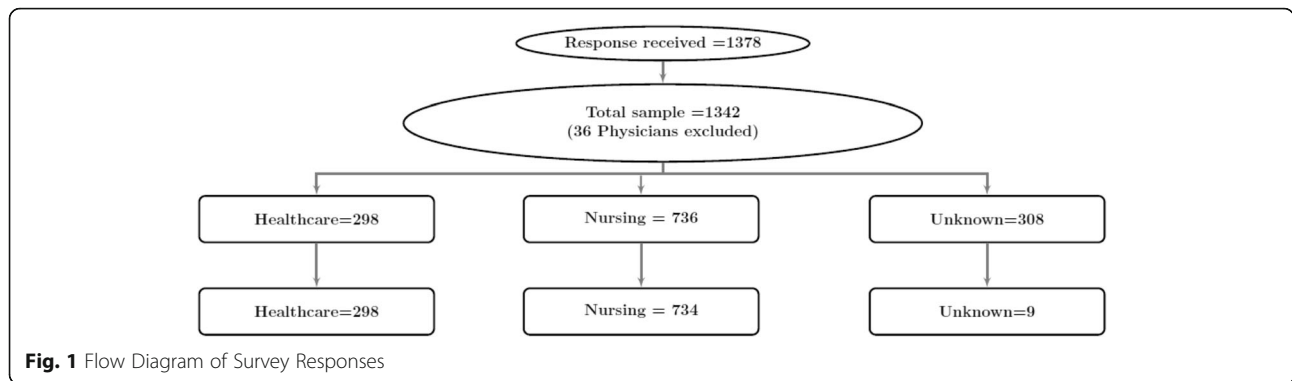 Response received =1378
Total sample =1342
(36 Physicians excluded)
Healthcare=298
Nursing = 736
Unknown=308
Healthcare=298
Nursing = 734
Unknown=9
Fig. 1 Flow Diagram of Survey Responses